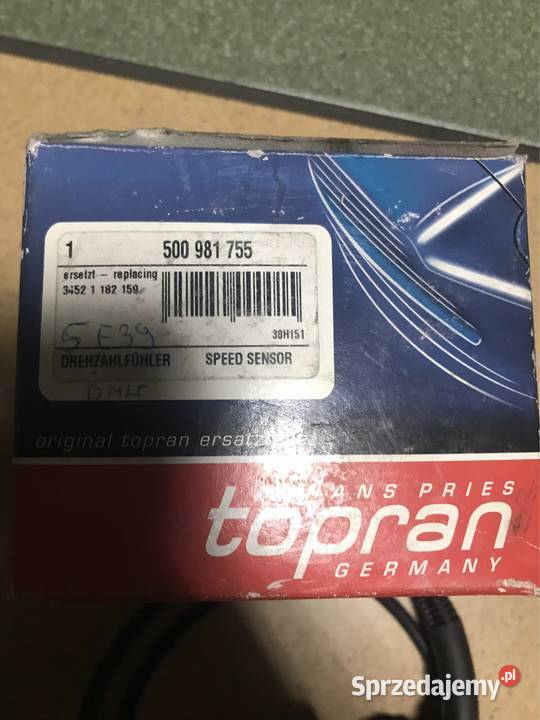 1 500 981 755
ersetzt – replacing
3452 1 182 159
5 E39
38H151
DREHZAHLFÜHLER SPEED SENSOR
BMW
original topran
HANS PRIES
topran
GERMANY
Sprzedajemy.pl